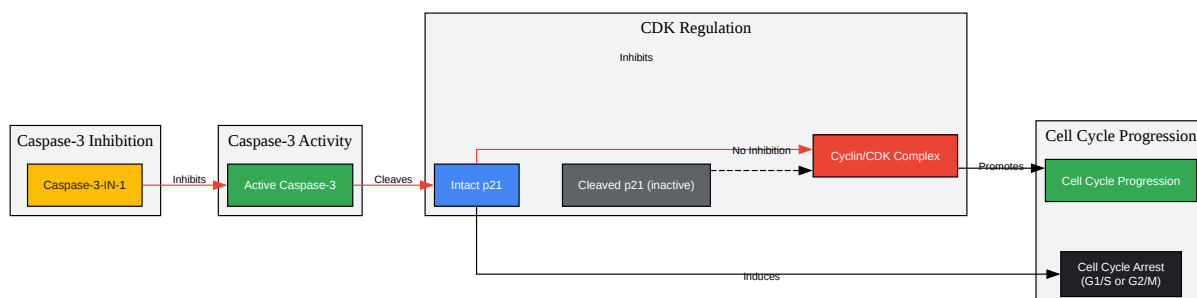 CDK Regulation
Inhibits
Caspase-3 Inhibition
Caspase-3 Activity
Cell Cycle Progression
Caspase-3-IN-1
Inhibits
Active Caspase-3
Cleaves
Intact p21
Cleaved p21 (inactive)
No Inhibition
Cyclin/CDK Complex
Promotes
Cell Cycle Progression
Induces
Cell Cycle Arrest
(G1/S or G2/M)